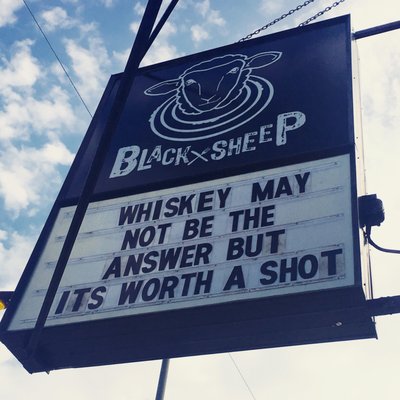 BLACK SHEEP
WHISKEY MAY
NOT BE THE
ANSWER BUT
ITS WORTH A SHOT